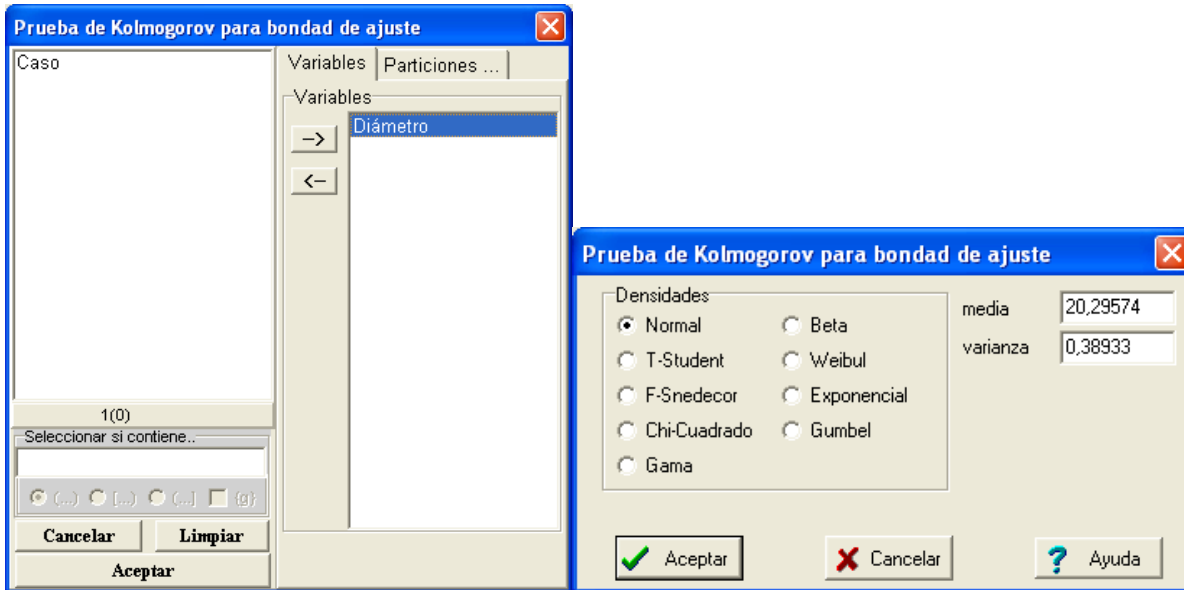 Prueba de Kolmogorov para bondad de ajuste
Caso
1(0)
Seleccionar si contiene..
(...) [...) (...] {g}
Cancelar
Limpiar
Aceptar
Variables
Particiones ...
Variables
-->
<--
Diámetro
Prueba de Kolmogorov para bondad de ajuste
Densidades
Normal
T-Student
F-Snedecor
Chi-Cuadrado
Gama
Beta
Weibul
Exponencial
Gumbel
media 20,29574
varianza 0,38933
Aceptar
Cancelar
? Ayuda